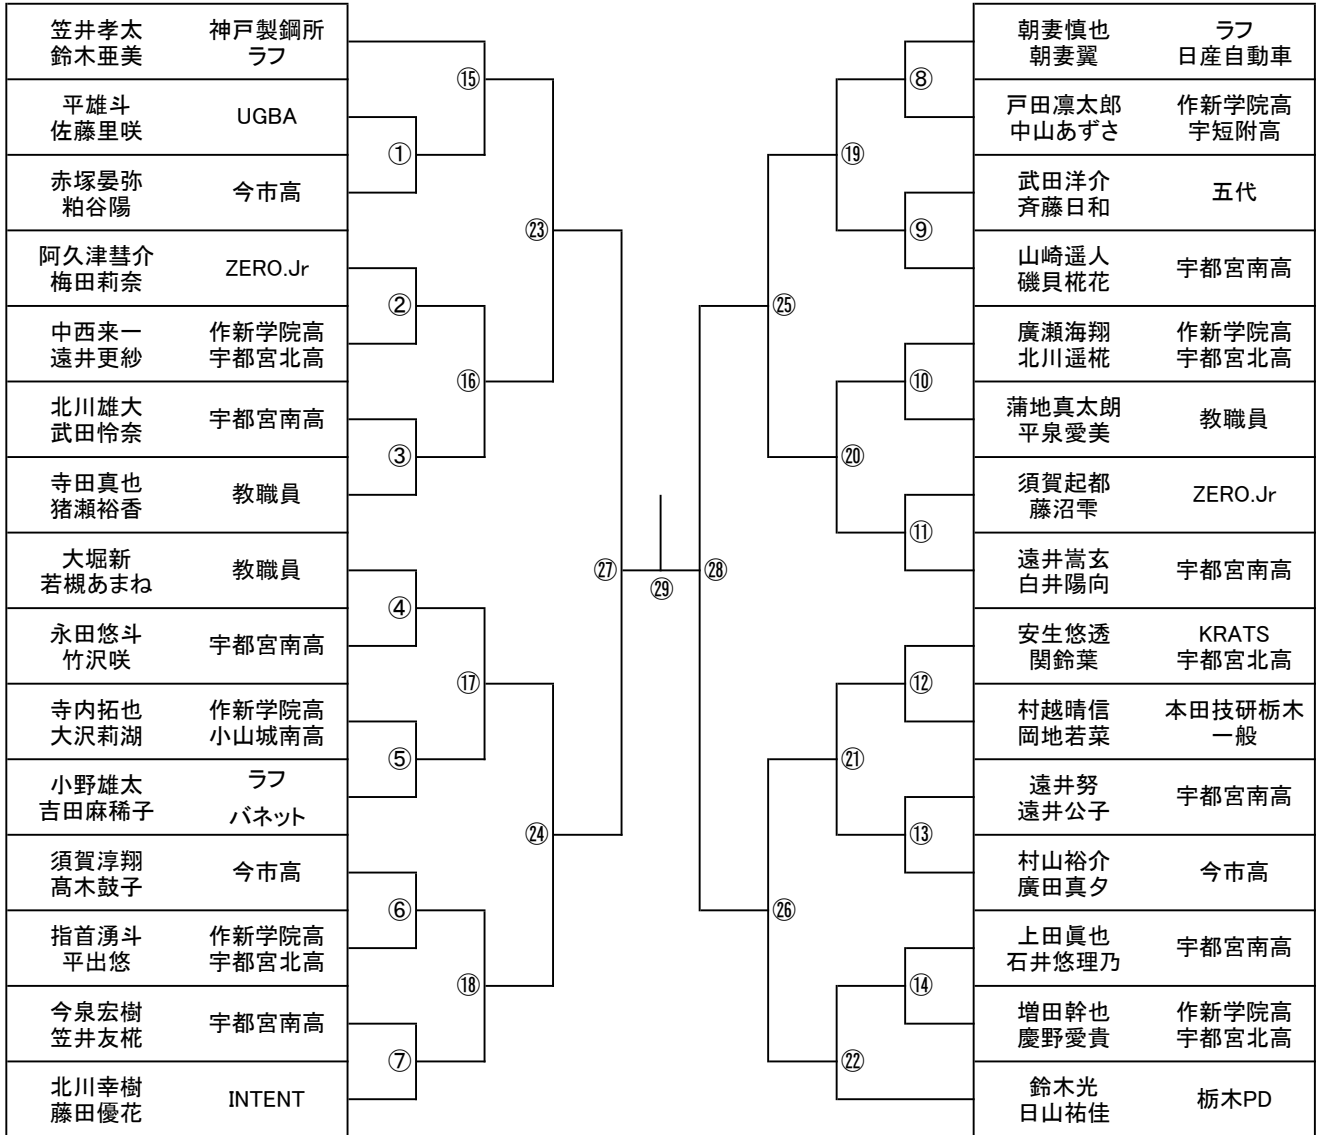 笠井孝太 神戸製鋼所
鈴木亜美 ラフ
平雄斗
佐藤里咲
UGBA
赤塚晏弥
粕谷陽
今市高
阿久津彗介
梅田莉奈
ZERO.Jr
中西来一 作新学院高
遠井更紗 宇都宮北高
北川雄大
武田怜奈
宇都宮南高
寺田真也
猪瀬裕香
教職員
大堀新
若槻あまね
教職員
永田悠斗
竹沢咲
宇都宮南高
寺内拓也 作新学院高
大沢莉湖 小山城南高
小野雄太 ラフ
吉田麻稀子 バネット
須賀淳翔
髙木鼓子
今市高
指首湧斗 作新学院高
平出悠 宇都宮北高
今泉宏樹
笠井友椛
宇都宮南高
北川幸樹
藤田優花
INTENT
①
②
③
④
⑤
⑥
⑦
⑮
⑯
⑰
⑱
㉓
㉔
㉗
㉙
㉘
㉕
㉖
⑲
⑳
㉑
㉒
⑧
⑨
⑩
⑪
⑫
⑬
⑭
朝妻慎也 ラフ
朝妻翼 日産自動車
戸田凛太郎 作新学院高
中山あずさ 宇短附高
武田洋介
斉藤日和
五代
山崎遥人
磯貝椛花
宇都宮南高
廣瀬海翔 作新学院高
北川遥椛 宇都宮北高
蒲地真太朗
平泉愛美
教職員
須賀起都
藤沼雫
ZERO.Jr
遠井嵩玄
白井陽向
宇都宮南高
安生悠透 KRATS
関鈴葉 宇都宮北高
村越晴信 本田技研栃木
岡地若菜 一般
遠井努
遠井公子
宇都宮南高
村山裕介
廣田真夕
今市高
上田眞也
石井悠理乃
宇都宮南高
増田幹也 作新学院高
慶野愛貴 宇都宮北高
鈴木光
日山祐佳
栃木PD